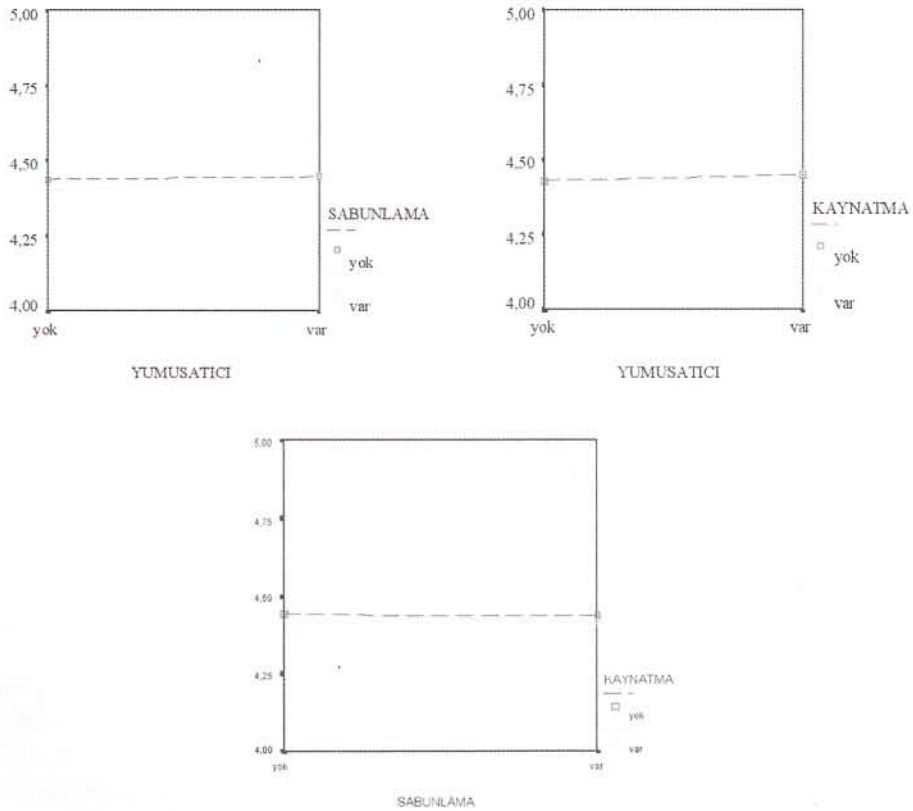 5,00
4,75
4,50
4,25
4,00
yok
var
SABUNLAMA
yok
var
YUMUSATICI
5,00
4,75
4,50
4,25
4,00
yok
var
KAYNATMA
yok
var
YUMUSATICI
5,00
4,75
4,50
4,25
4,00
yok
var
KAYNATMA
yok
var
SABUNLAMA